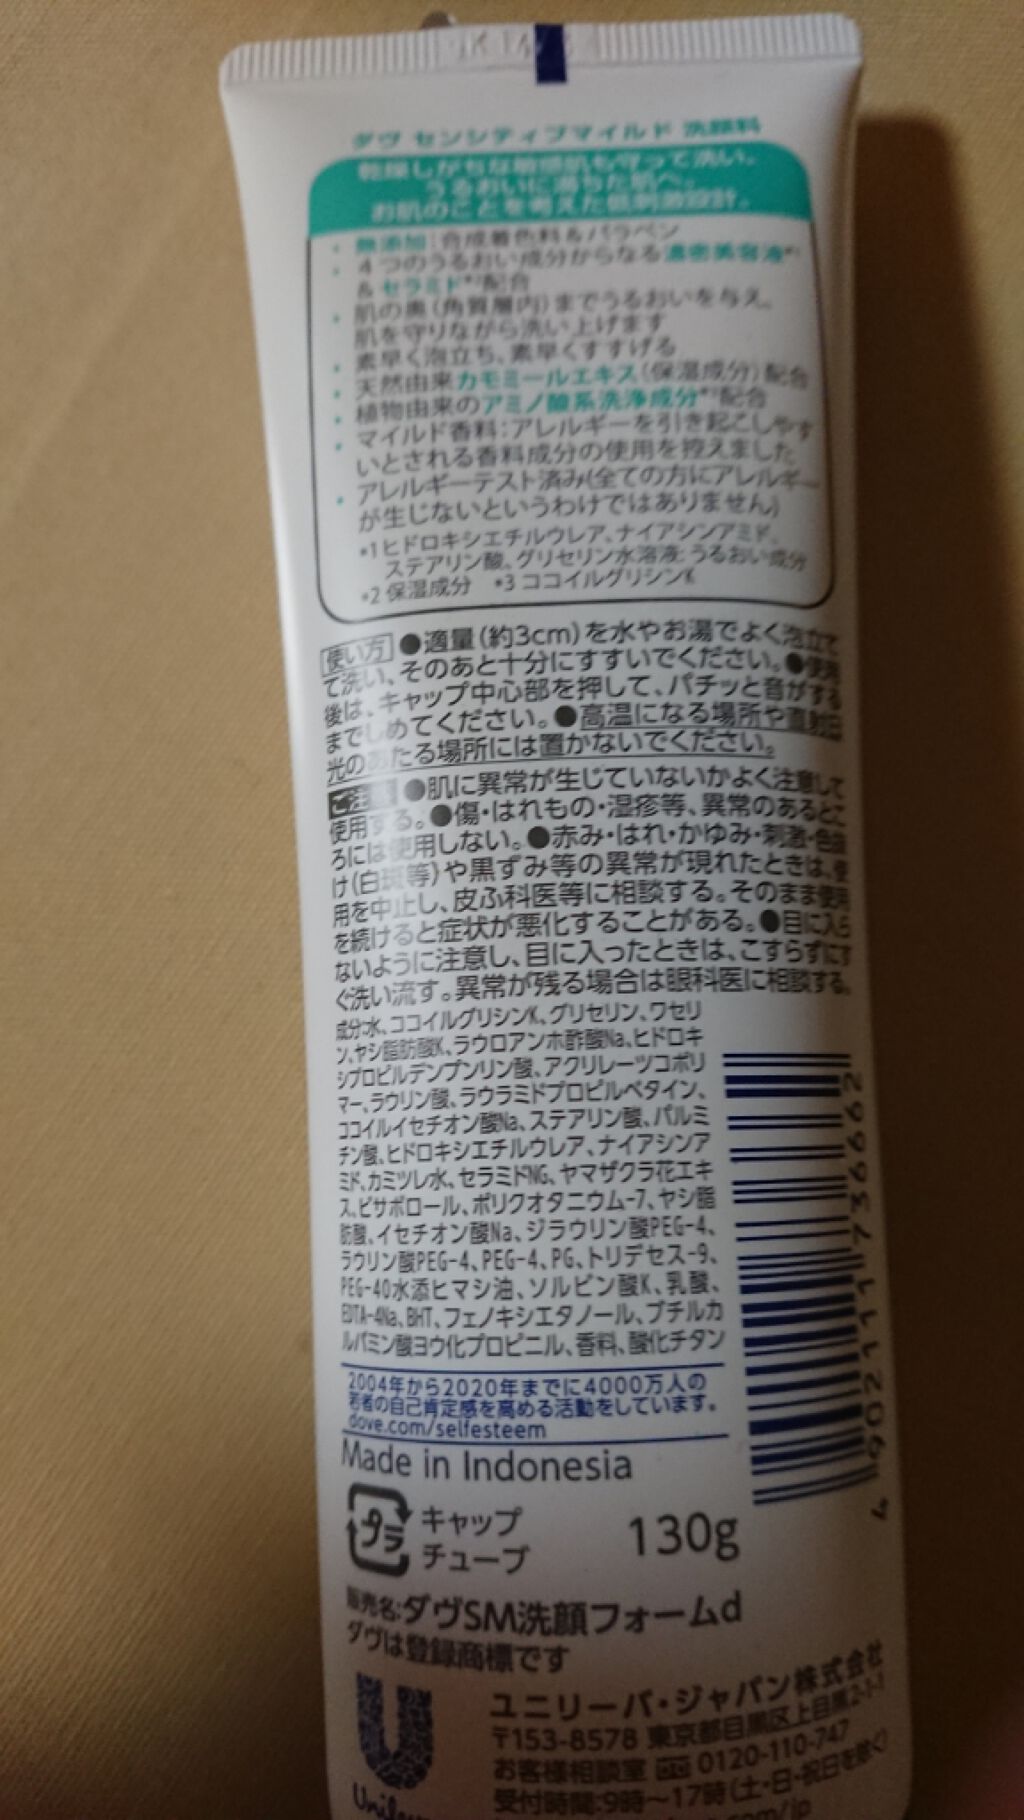 ダヴ センシティブマイルド 洗顔料
乾燥しがちな敏感肌も守って洗い、
うるおいに満ちた肌へ。
お肌のことを考えた低刺激設計。
・無添加:合成着色料&パラベン
・4つのうるおい成分からなる濃密美容液*1
&セラミド*2配合
・肌の奥(角質層内)までうるおいを与え、
肌を守りながら洗い上げます
・素早く泡立ち、素早くすすげる
・天然由来カモミールエキス(保湿成分)配合
・植物由来のアミノ酸系洗浄成分*3配合
・マイルド香料:アレルギーを引き起こしやす
いとされる香料成分の使用を控えました
・アレルギーテスト済み(全ての方にアレルギー
が生じないというわけではありません)
*1ヒドロキシエチルウレア、ナイアシンアミド、
ステアリン酸、グリセリン水溶液:うるおい成分
*2 保湿成分 *3 ココイルグリシンK
使い方 ●適量(約3cm)を水やお湯でよく泡立て
て洗い、そのあと十分にすすいでください。●使用
後は、キャップ中心部を押して、パチッと音がする
までしめてください。●高温になる場所や直射日
光のあたる場所には置かないでください。
ご注意 ●肌に異常が生じていないかよく注意して
使用する。●傷・はれもの・湿疹等、異常のあるとこ
ろには使用しない。●赤み・はれ・かゆみ・刺激・色抜
け(白斑等)や黒ずみ等の異常が現れたときは、使
用を中止し、皮ふ科医等に相談する。そのまま使用
を続けると症状が悪化することがある。●目に入ら
ないように注意し、目に入ったときは、こすらずにす
ぐ洗い流す。異常が残る場合は眼科医に相談する。
成分:水、ココイルグリシンK、グリセリン、ワセリ
ン、ヤシ脂肪酸K、ラウロアンホ酢酸Na、ヒドロキ
シプロピルデンプンリン酸、アクリレーツコポリ
マー、ラウリン酸、ラウラミドプロピルベタイン、
ココイルイセチオン酸Na、ステアリン酸、パルミ
チン酸、ヒドロキシエチルウレア、ナイアシンア
ミド、カミツレ水、セラミドNG、ヤマザクラ花エキ
ス、ビサボロール、ポリクオタニウム-7、ヤシ脂
肪酸、イセチオン酸Na、ジラウリン酸PEG-4、
ラウリン酸PEG-4、PEG-4、PG、トリデセス-9、
PEG-40水添ヒマシ油、ソルビン酸K、乳酸、
EDTA-4Na、BHT、フェノキシエタノール、ブチルカ
ルバミン酸ヨウ化プロピニル、香料、酸化チタン
2004年から2020年までに4000万人の
若者の自己肯定感を高める活動をしています。
dove.com/selfesteem
Made in Indonesia
プラ キャップ
チューブ
130g
販売名:ダヴSM洗顔フォームd
ダヴは登録商標です
ユニリーバ・ジャパン株式会社
〒153-8578 東京都目黒区上目黒2-1-1
お客様相談室 0120-110-747
受付時間:9時〜17時(土・日・祝日を除く)
4 902111 736662